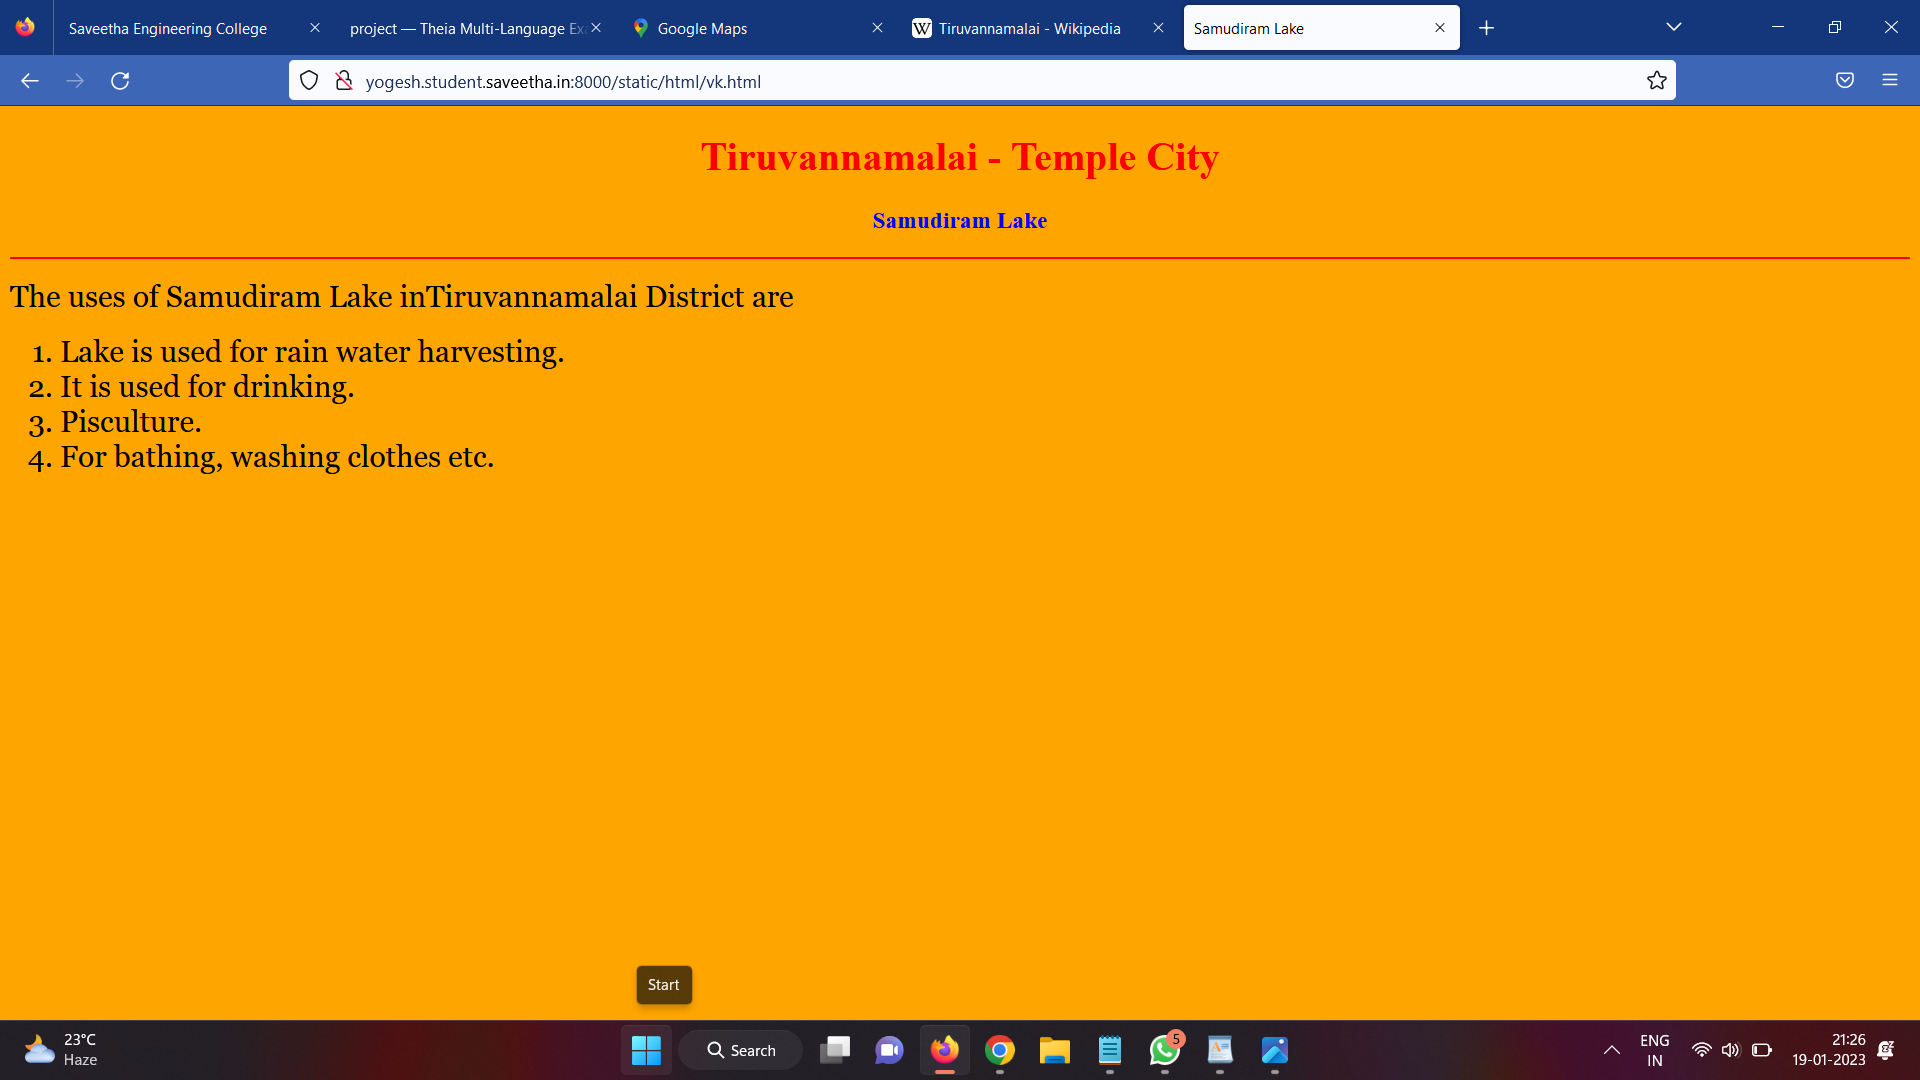 Saveetha Engineering College
project — Theia Multi-Language Ex
Google Maps
W Tiruvannamalai - Wikipedia
Samudiram Lake
yogesh.student.saveetha.in:8000/static/html/vk.html
Tiruvannamalai - Temple City
Samudiram Lake
The uses of Samudiram Lake inTiruvannamalai District are
1. Lake is used for rain water harvesting.
2. It is used for drinking.
3. Pisculture.
4. For bathing, washing clothes etc.
Start
23°C
Haze
Search
5
ENG
IN
21:26
19-01-2023